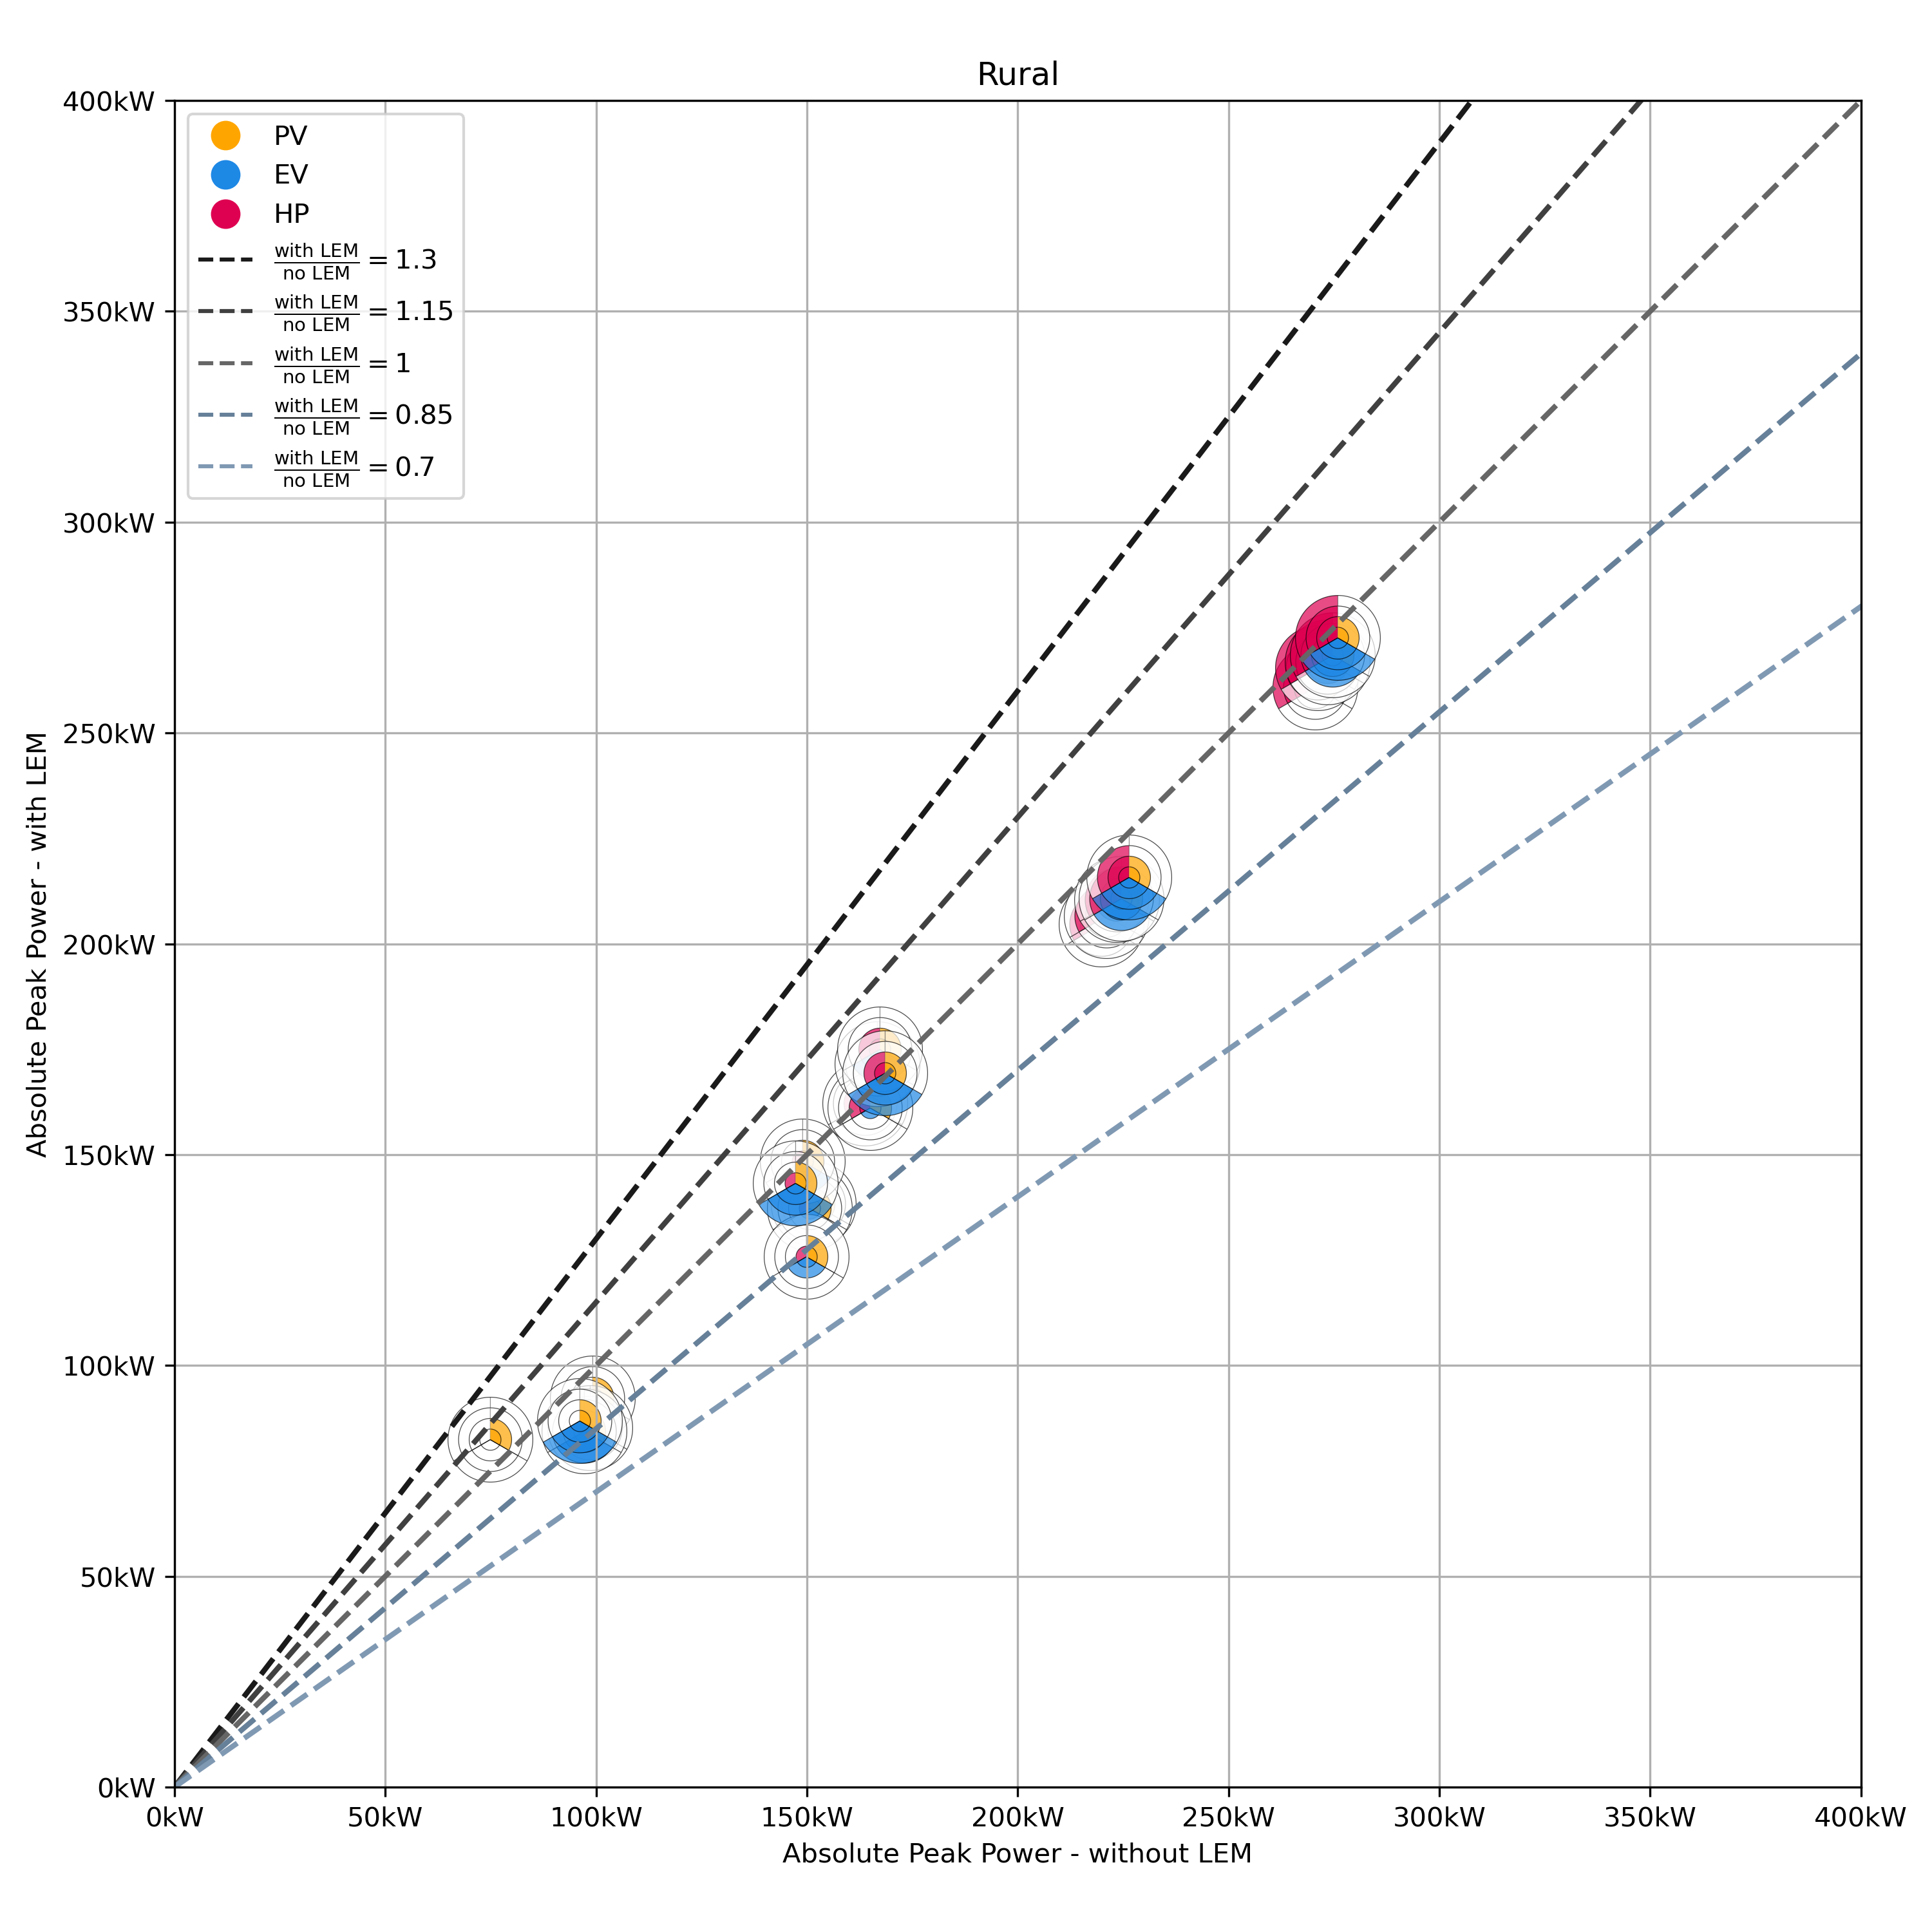 Rural
400kW
350kW
300kW
250kW
200kW
150kW
100kW
50kW
0kW
Absolute Peak Power - with LEM
PV
EV
HP
with LEM
no LEM = 1.3
with LEM
no LEM = 1.15
with LEM
no LEM = 1
with LEM
no LEM = 0.85
with LEM
no LEM = 0.7
0kW 50kW 100kW 150kW 200kW 250kW 300kW 350kW 400kW
Absolute Peak Power - without LEM